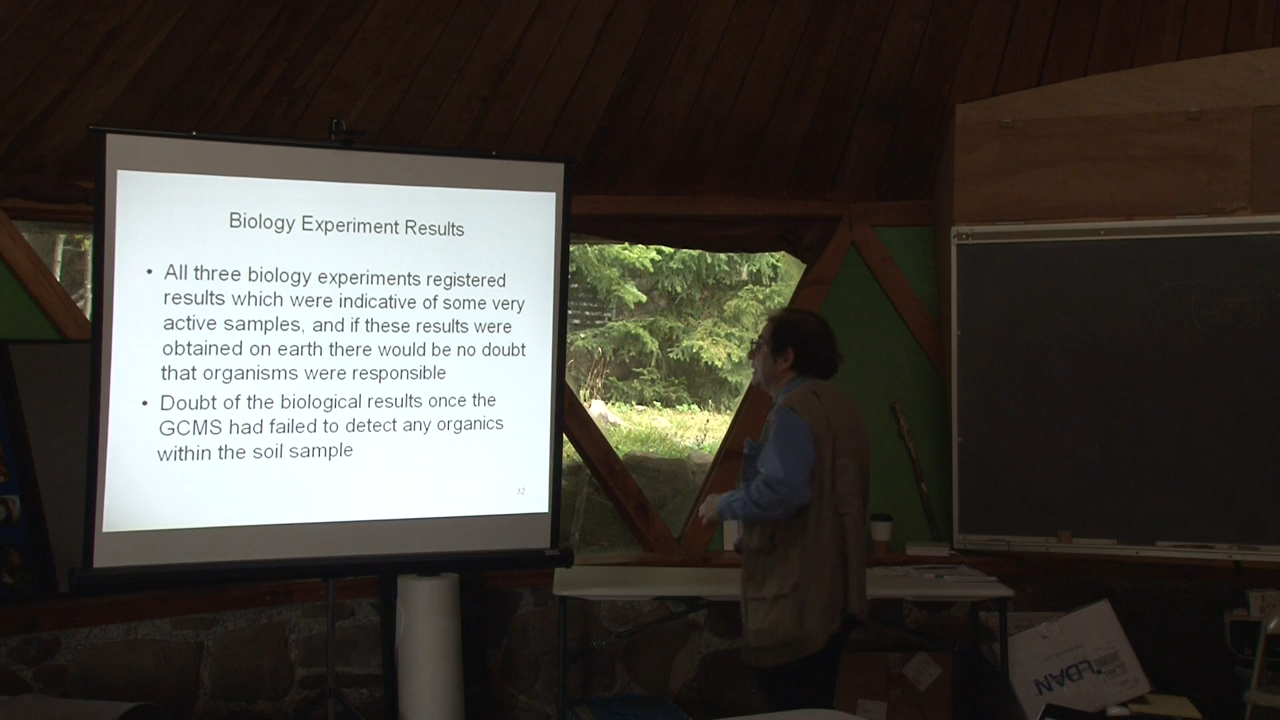 Biology Experiment Results
• All three biology experiments registered
results which were indicative of some very
active samples, and if these results were
obtained on earth there would be no doubt
that organisms were responsible
• Doubt of the biological results once the
GCMS had failed to detect any organics
within the soil sample
32
LDAN